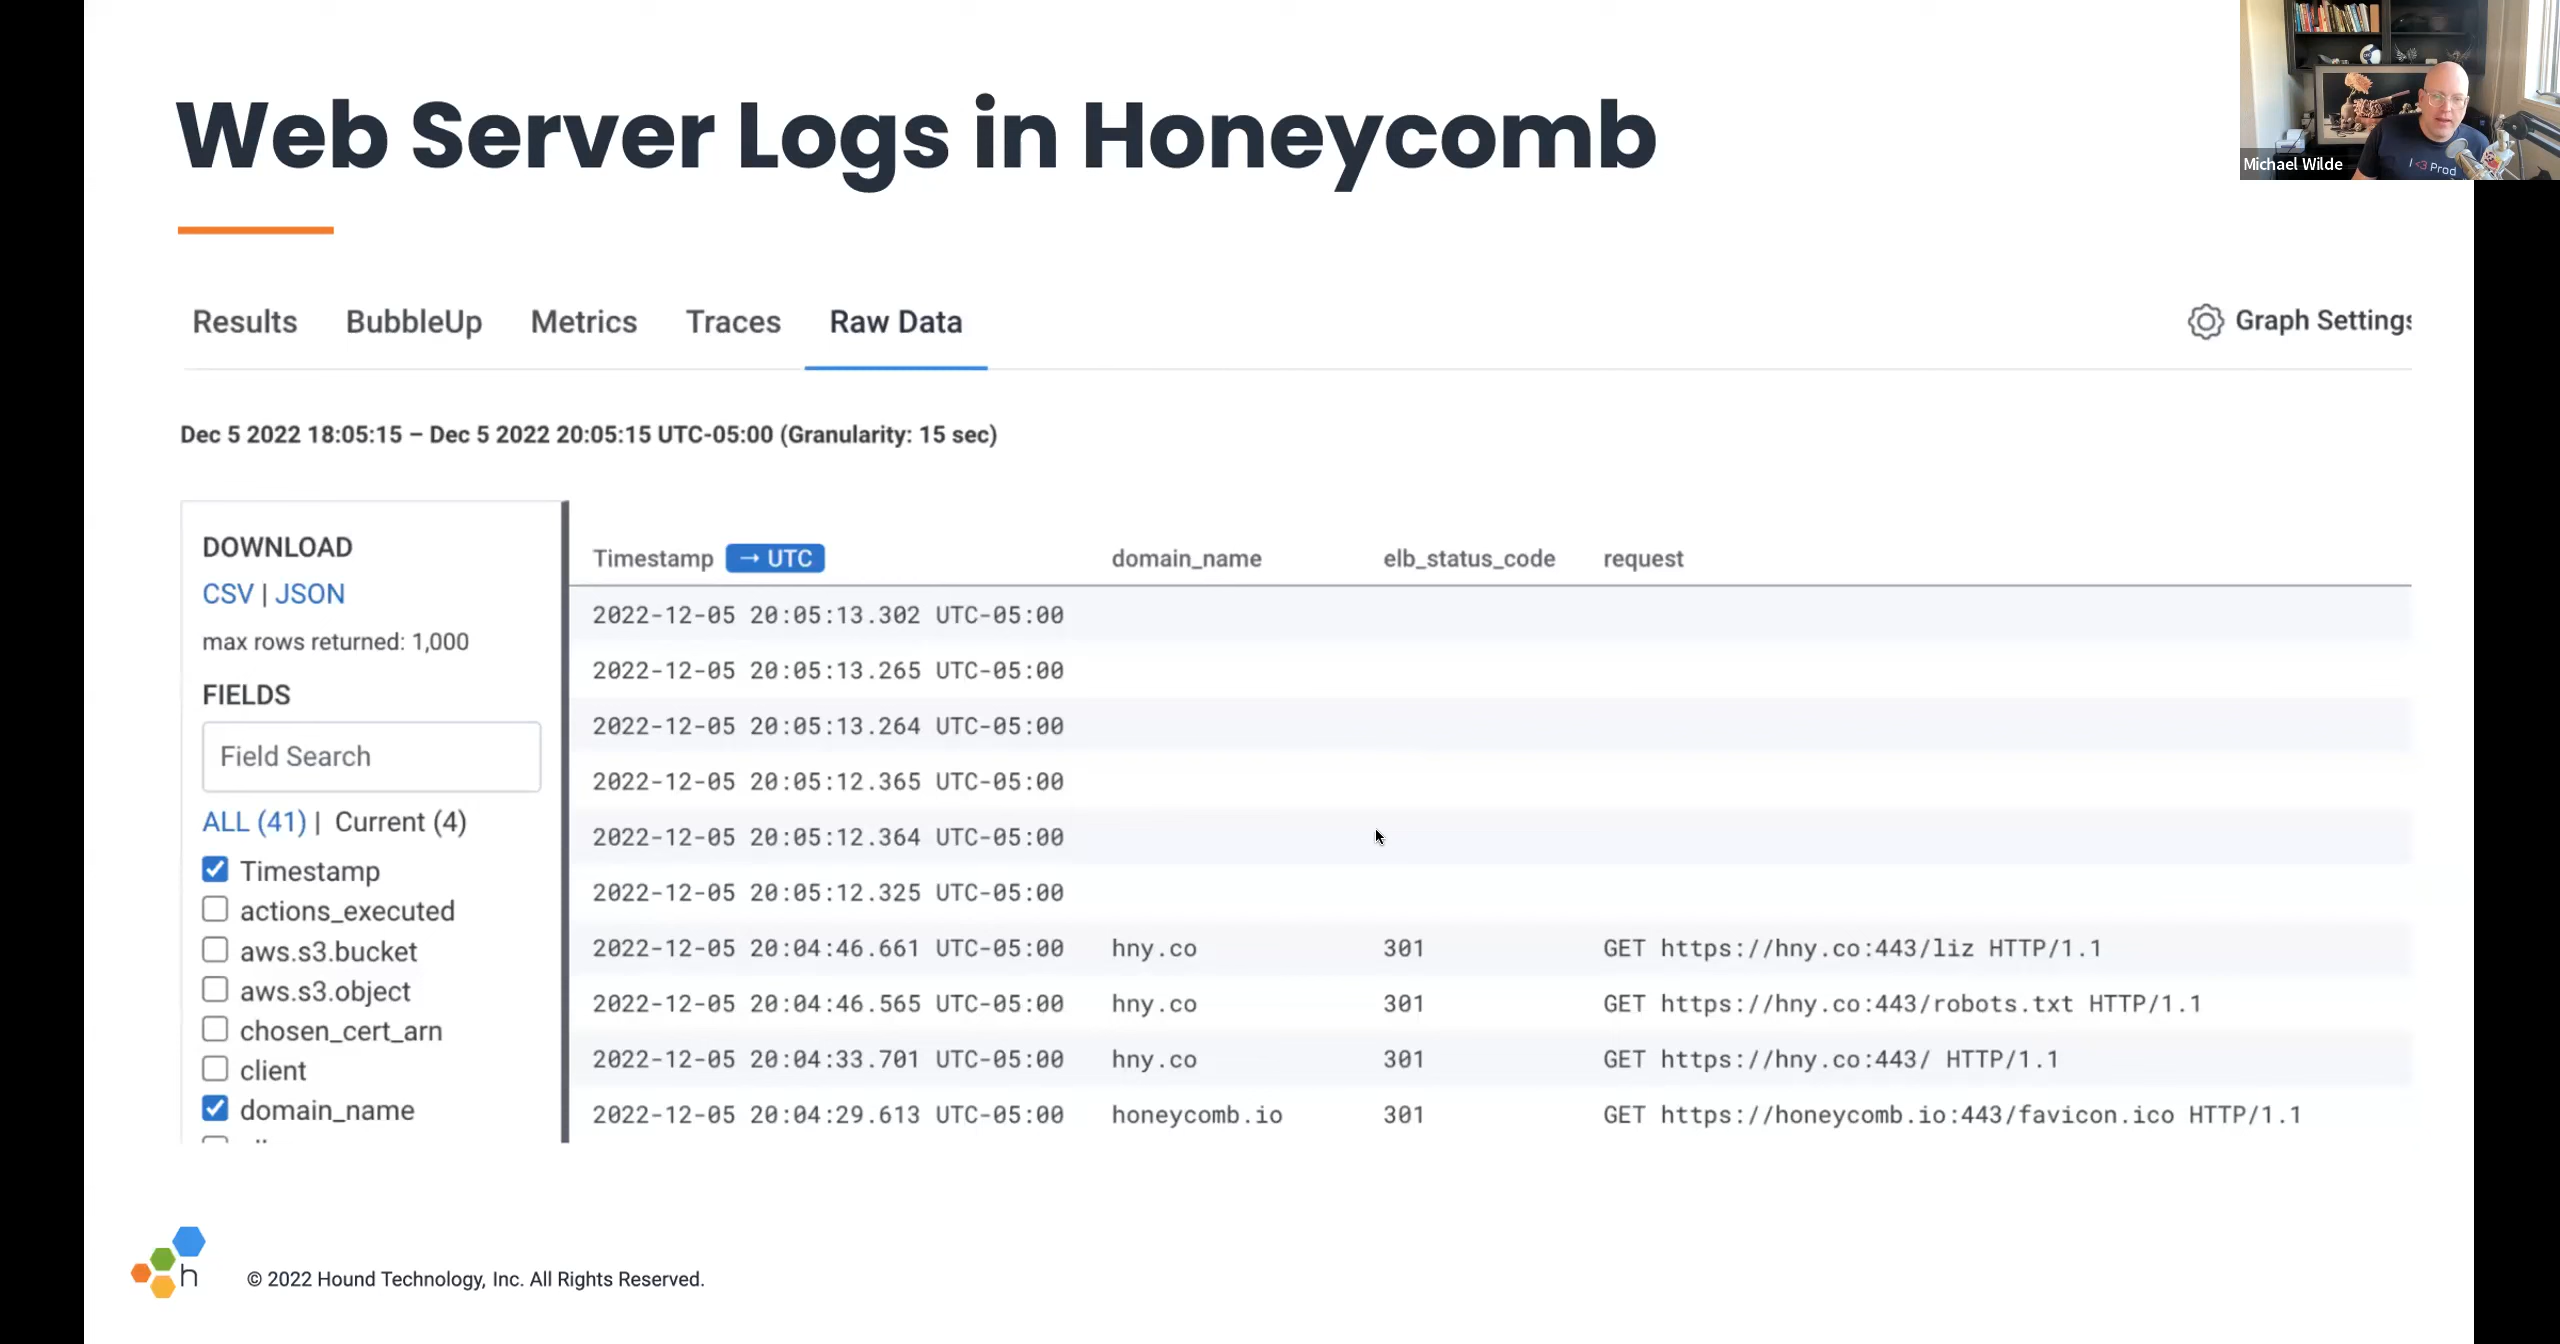 Web Server Logs in Honeycomb
Michael Wilde
I <3 Prod
Results BubbleUp Metrics Traces Raw Data
Graph Settings
Dec 5 2022 18:05:15 – Dec 5 2022 20:05:15 UTC-05:00 (Granularity: 15 sec)
DOWNLOAD
CSV | JSON
max rows returned: 1,000
FIELDS
Field Search
ALL (41) | Current (4)
Timestamp
actions_executed
aws.s3.bucket
aws.s3.object
chosen_cert_arn
client
domain_name
Timestamp → UTC domain_name elb_status_code request
2022-12-05 20:05:13.302 UTC-05:00
2022-12-05 20:05:13.265 UTC-05:00
2022-12-05 20:05:13.264 UTC-05:00
2022-12-05 20:05:12.365 UTC-05:00
2022-12-05 20:05:12.364 UTC-05:00
2022-12-05 20:05:12.325 UTC-05:00
2022-12-05 20:04:46.661 UTC-05:00 hny.co 301 GET https://hny.co:443/liz HTTP/1.1
2022-12-05 20:04:46.565 UTC-05:00 hny.co 301 GET https://hny.co:443/robots.txt HTTP/1.1
2022-12-05 20:04:33.701 UTC-05:00 hny.co 301 GET https://hny.co:443/ HTTP/1.1
2022-12-05 20:04:29.613 UTC-05:00 honeycomb.io 301 GET https://honeycomb.io:443/favicon.ico HTTP/1.1
h
© 2022 Hound Technology, Inc. All Rights Reserved.